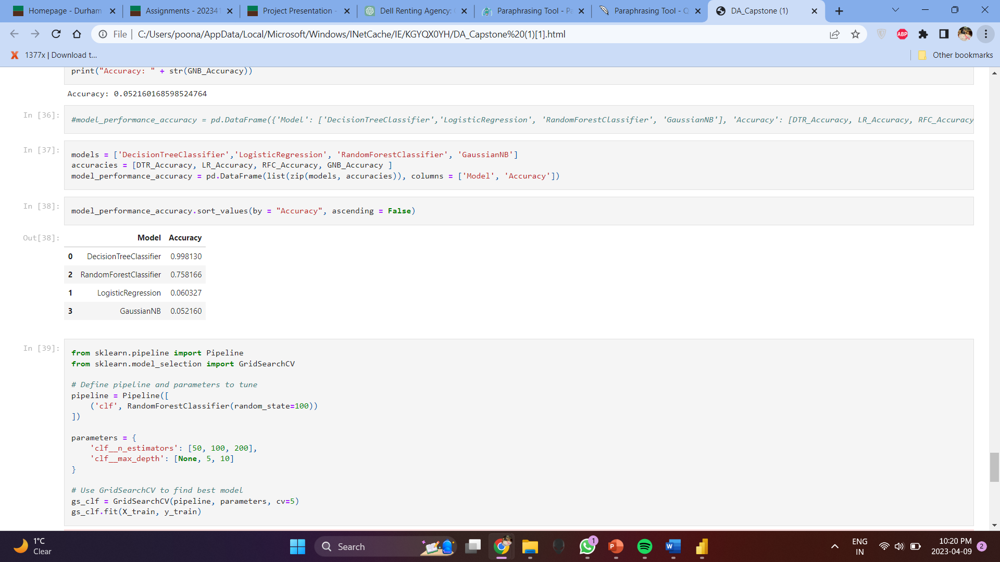 Homepage - Durham
Assignments - 202341
Project Presentation -
Dell Renting Agency:
Paraphrasing Tool - Pa
Paraphrasing Tool - Q
DA_Capstone (1)
File
C:/Users/poona/AppData/Local/Microsoft/Windows/INetCache/IE/KGYQX0YH/DA_Capstone%20(1)[1].html
ABP
1377x | Download t...
Other bookmarks
print("Accuracy: " + str(GNB_Accuracy))
Accuracy: 0.052160168598524764
In [36]:
#model_performance_accuracy = pd.DataFrame({'Model': ['DecisionTreeClassifier','LogisticRegression', 'RandomForestClassifier', 'GaussianNB'], 'Accuracy': [DTR_Accuracy, LR_Accuracy, RFC_Accuracy
In [37]:
models = ['DecisionTreeClassifier','LogisticRegression', 'RandomForestClassifier', 'GaussianNB']
accuracies = [DTR_Accuracy, LR_Accuracy, RFC_Accuracy, GNB_Accuracy ]
model_performance_accuracy = pd.DataFrame(list(zip(models, accuracies)), columns = ['Model', 'Accuracy'])
In [38]:
model_performance_accuracy.sort_values(by = "Accuracy", ascending = False)
Out[38]:
Model Accuracy
0 DecisionTreeClassifier 0.998130
2 RandomForestClassifier 0.758166
1 LogisticRegression 0.060327
3 GaussianNB 0.052160
In [39]:
from sklearn.pipeline import Pipeline
from sklearn.model_selection import GridSearchCV
# Define pipeline and parameters to tune
pipeline = Pipeline([
('clf', RandomForestClassifier(random_state=100))
])
parameters = {
'clf__n_estimators': [50, 100, 200],
'clf__max_depth': [None, 5, 10]
}
# Use GridSearchCV to find best model
gs_clf = GridSearchCV(pipeline, parameters, cv=5)
gs_clf.fit(X_train, y_train)
1°C
Clear
Search
1
P
W
ENG
IN
10:20 PM
2023-04-09
2